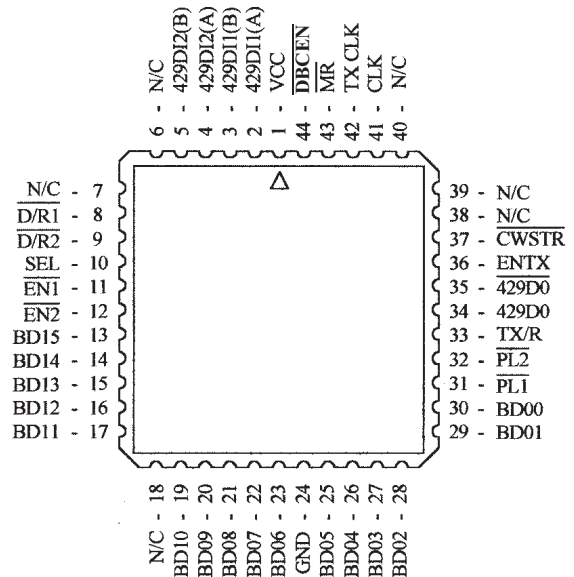 6 - N/C
5 - 429DI2(B)
4 - 429DI2(A)
3 - 429DI1(B)
2 - 429DI1(A)
1 - VCC
44 - DBCEN
43 - MR
42 - TX CLK
41 - CLK
40 - N/C
N/C - 7
D/R1 - 8
D/R2 - 9
SEL - 10
EN1 - 11
EN2 - 12
BD15 - 13
BD14 - 14
BD13 - 15
BD12 - 16
BD11 - 17
39 - N/C
38 - N/C
37 - CWSTR
36 - ENTX
35 - 429D0
34 - 429D0
33 - TX/R
32 - PL2
31 - PL1
30 - BD00
29 - BD01
N/C - 18
BD10 - 19
BD09 - 20
BD08 - 21
BD07 - 22
BD06 - 23
GND - 24
BD05 - 25
BD04 - 26
BD03 - 27
BD02 - 28